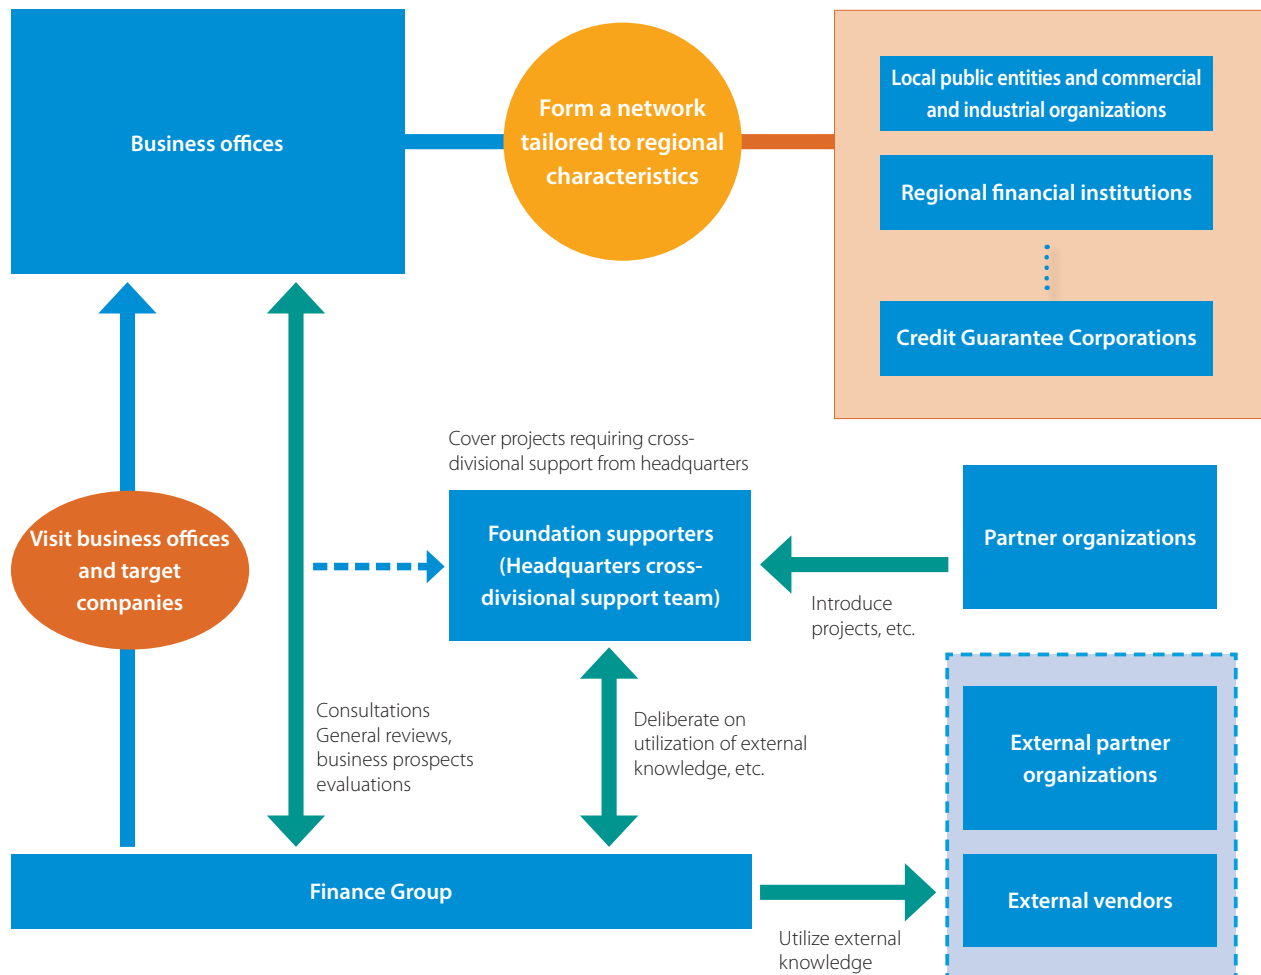 Business offices
Form a network
tailored to regional
characteristics
Local public entities and commercial
and industrial organizations
Regional financial institutions
Credit Guarantee Corporations
Cover projects requiring cross-
divisional support from headquarters
Visit business offices
and target
companies
Foundation supporters
(Headquarters cross-
divisional support team)
Partner organizations
Introduce
projects, etc.
Consultations
General reviews,
business prospects
evaluations
Deliberate on
utilization of external
knowledge, etc.
External partner
organizations
Finance Group
External vendors
Utilize external
knowledge